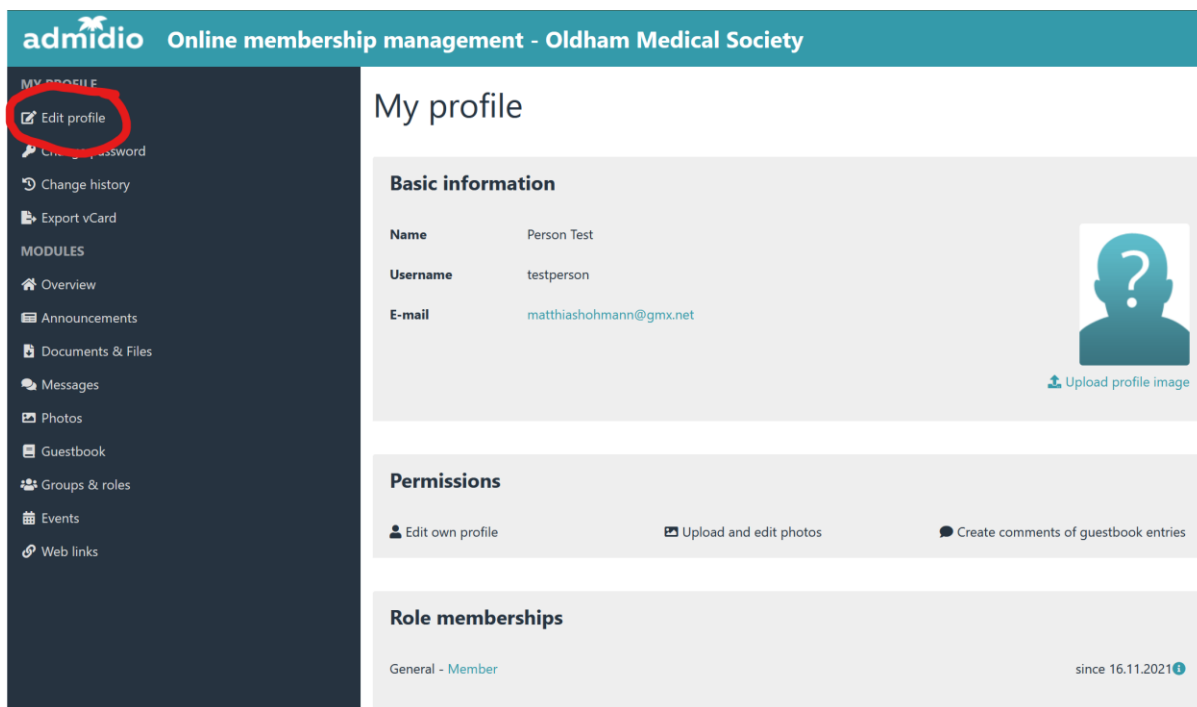 admidio Online membership management - Oldham Medical Society
MY PROFILE
Edit profile
Change password
Change history
Export vCard
MODULES
Overview
Announcements
Documents & Files
Messages
Photos
Guestbook
Groups & roles
Events
Web links
My profile
Basic information
Name Person Test
Username testperson
E-mail matthiashohmann@gmx.net
?
Upload profile image
Permissions
Edit own profile Upload and edit photos Create comments of guestbook entries
Role memberships
General - Member since 16.11.2021